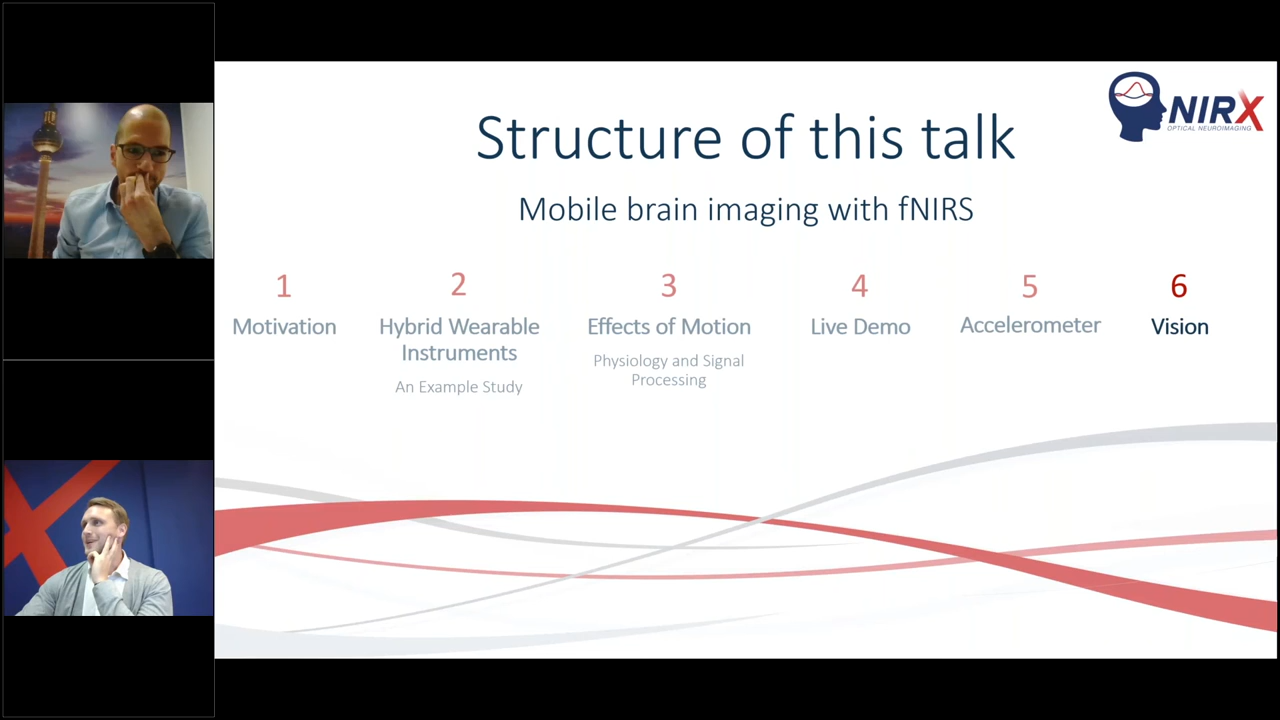 NIRX
OPTICAL NEUROIMAGING
Structure of this talk
Mobile brain imaging with fNIRS
1
Motivation
2
Hybrid Wearable
Instruments
An Example Study
3
Effects of Motion
Physiology and Signal
Processing
4
Live Demo
5
Accelerometer
6
Vision